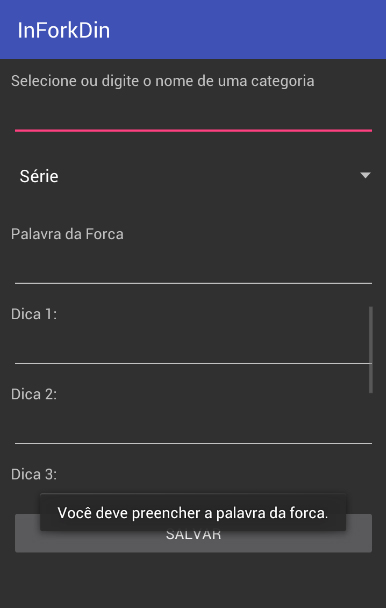 InForkDin
Selecione ou digite o nome de uma categoria
Série
Palavra da Forca
Dica 1:
Dica 2:
Dica 3:
Você deve preencher a palavra da forca.
SALVAR